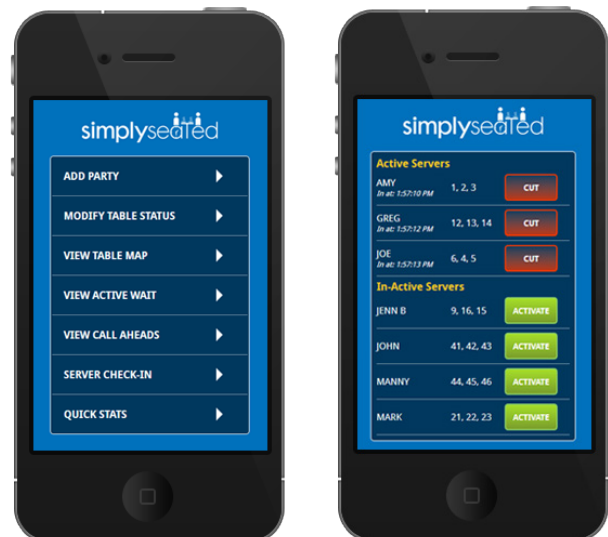 simplyseated
ADD PARTY
MODIFY TABLE STATUS
VIEW TABLE MAP
VIEW ACTIVE WAIT
VIEW CALL AHEADS
SERVER CHECK-IN
QUICK STATS
simplyseated
Active Servers
AMY
In at: 1:57:10 PM
1, 2, 3
CUT
GREG
In at: 1:57:12 PM
12, 13, 14
CUT
JOE
In at: 1:57:13 PM
6, 4, 5
CUT
In-Active Servers
JENN B 9, 16, 15 ACTIVATE
JOHN 41, 42, 43 ACTIVATE
MANNY 44, 45, 46 ACTIVATE
MARK 21, 22, 23 ACTIVATE